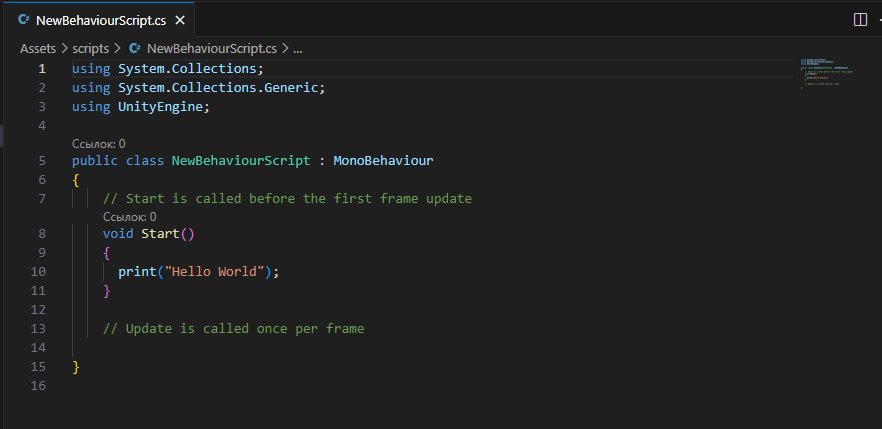 C# NewBehaviourScript.cs ×
Assets > scripts > C# NewBehaviourScript.cs > ...
1 using System.Collections;
2 using System.Collections.Generic;
3 using UnityEngine;
4
Ссылок: 0
5 public class NewBehaviourScript : MonoBehaviour
6 {
7 // Start is called before the first frame update
Ссылок: 0
8 void Start()
9 {
10 print("Hello World");
11 }
12
13 // Update is called once per frame
14
15 }
16